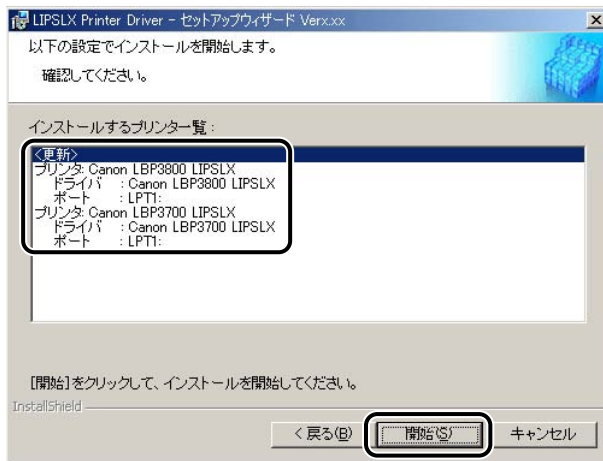 LIPSLX Printer Driver - セットアップウィザード Verx.xx
以下の設定でインストールを開始します。
確認してください。
インストールするプリンター覧:
<更新>
プリンタ: Canon LBP3800 LIPSLX
ドライバ : Canon LBP3800 LIPSLX
ポート : LPT1:
プリンタ: Canon LBP3700 LIPSLX
ドライバ : Canon LBP3700 LIPSLX
ポート : LPT1:
[開始]をクリックして、インストールを開始してください。
InstallShield
< 戻る(B) 開始(S) キャンセル